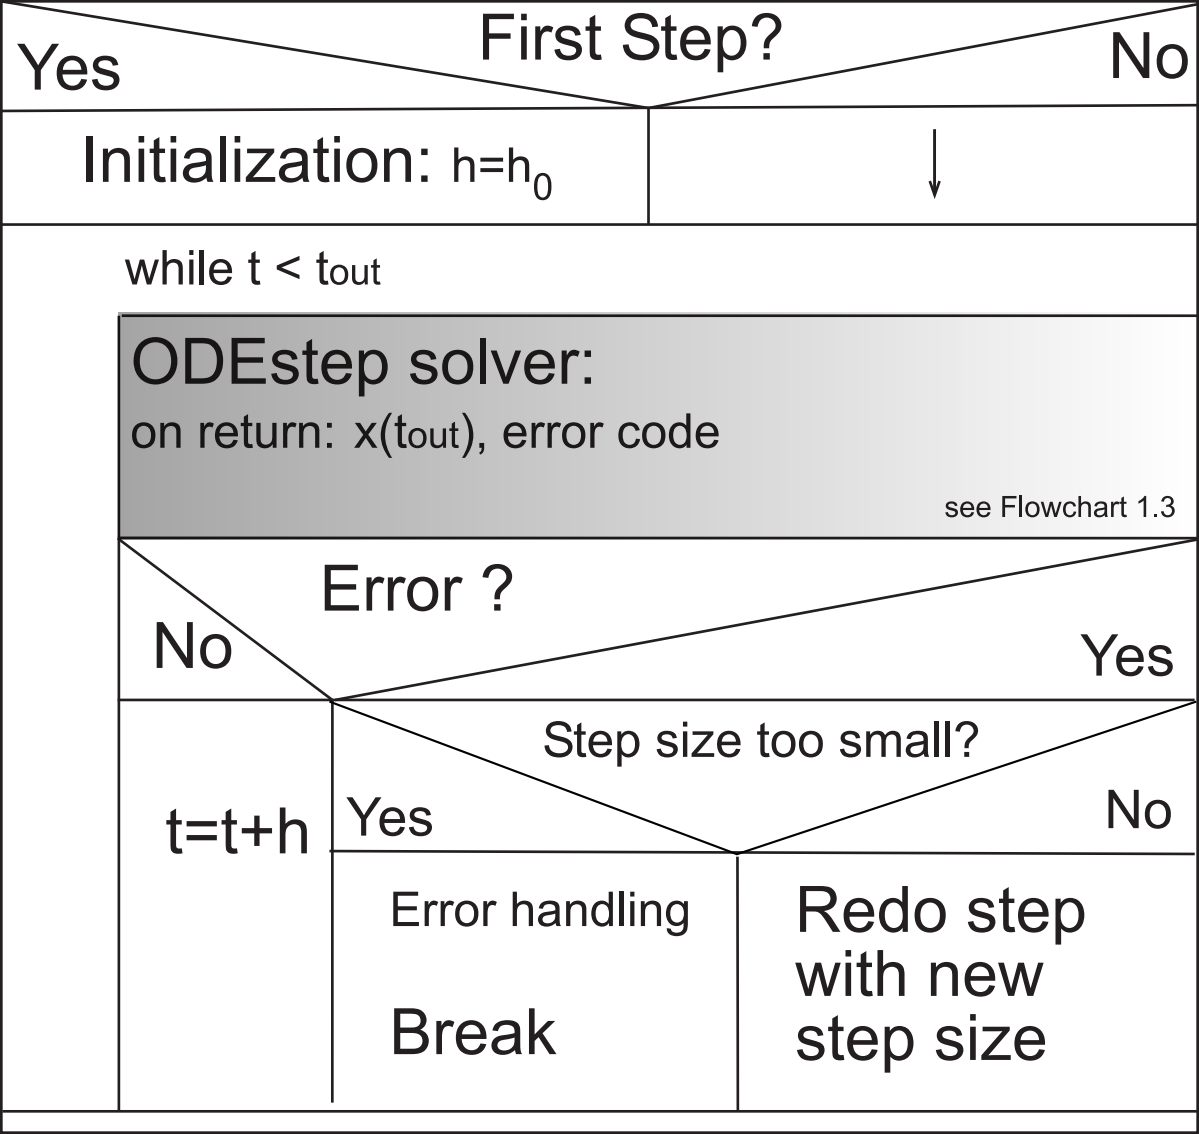 First Step?
Yes
No
Initialization: h=h0
while t < tout
ODEstep solver:
on return: x(tout), error code
see Flowchart 1.3
Error ?
No
Yes
Step size too small?
t=t+h
Yes
No
Error handling
Break
Redo step
with new
step size